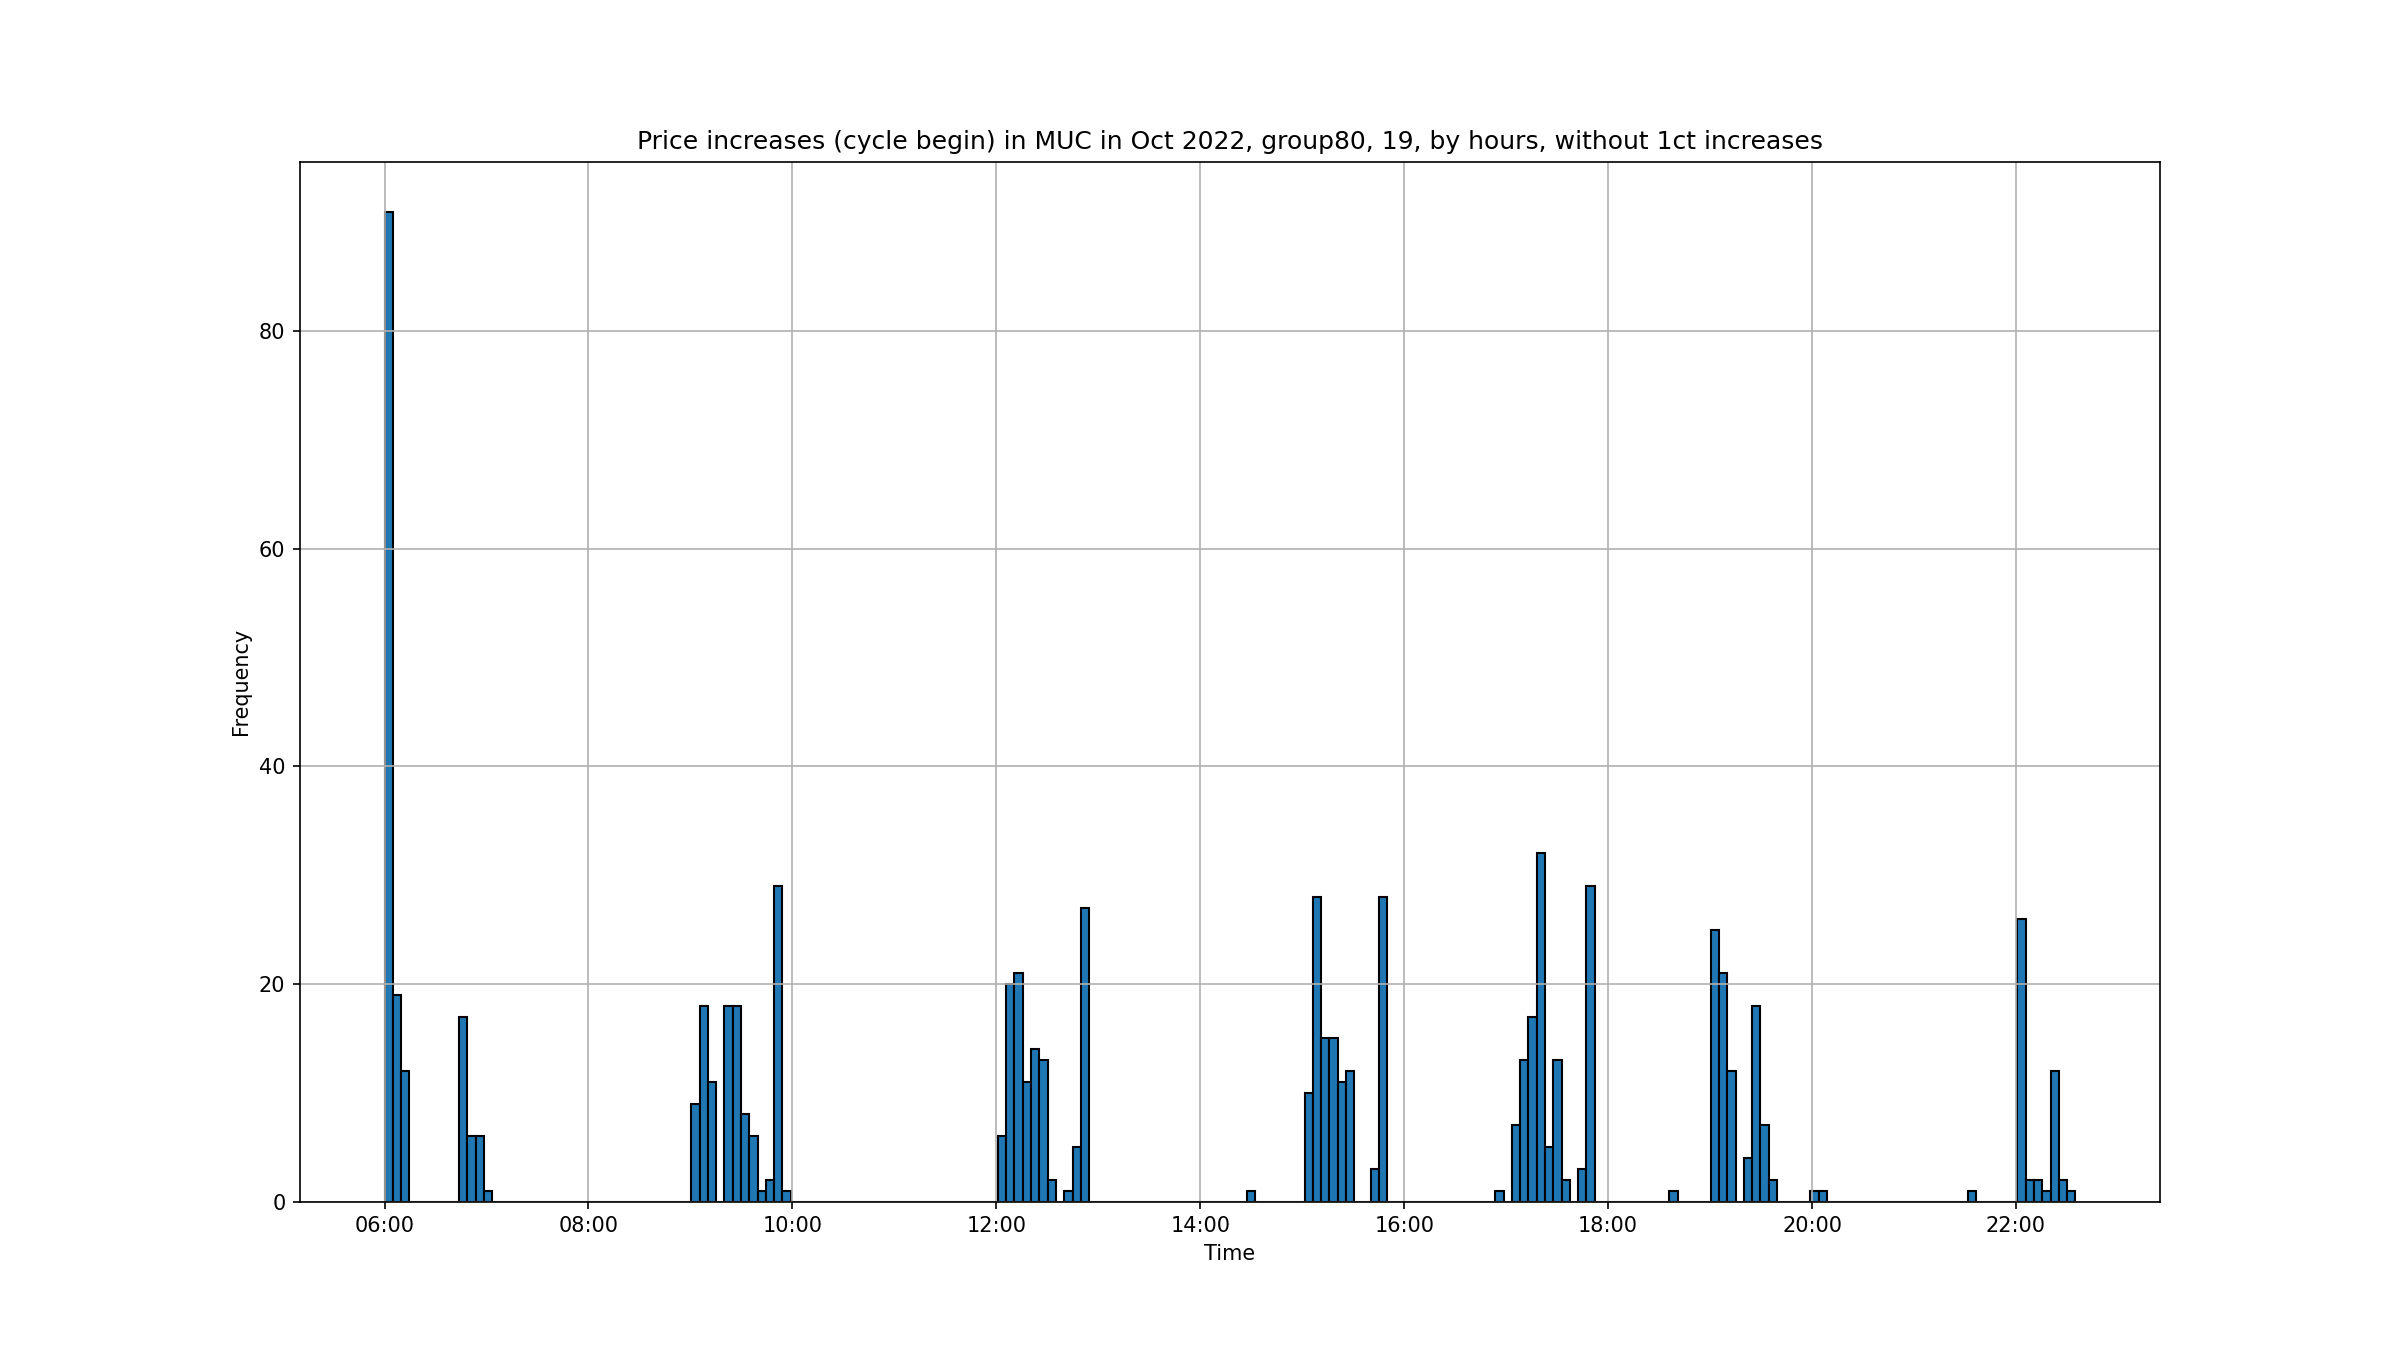 Price increases (cycle begin) in MUC in Oct 2022, group80, 19, by hours, without 1ct increases
80
60
40
20
0
Frequency
06:00 08:00 10:00 12:00 14:00 16:00 18:00 20:00 22:00
Time